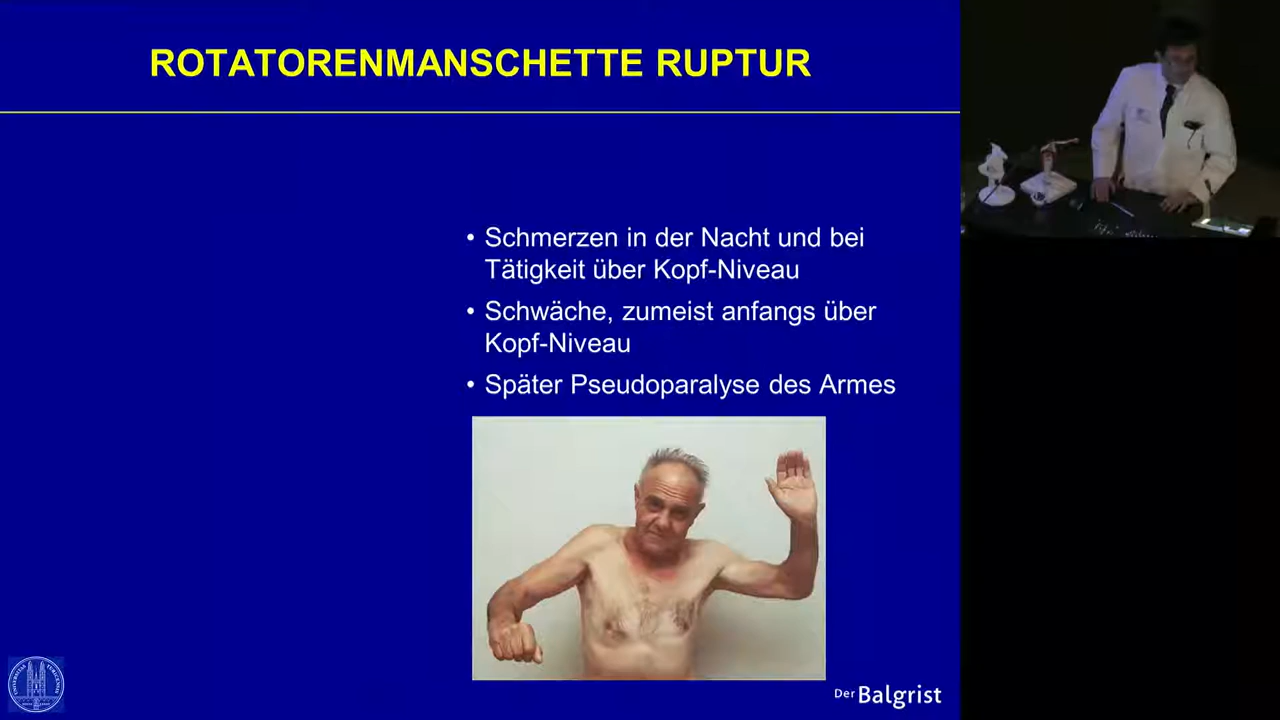 ROTATORENMANSCHETTE RUPTUR
• Schmerzen in der Nacht und bei
Tätigkeit über Kopf-Niveau
• Schwäche, zumeist anfangs über
Kopf-Niveau
• Später Pseudoparalyse des Armes
Der Balgrist